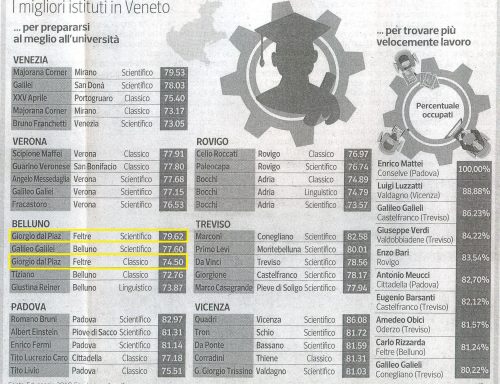 I migliori istituti in Veneto
... per prepararsi
al meglio all'università
VENEZIA
Majorana Corner Mirano Scientifico 79.53
Galilei San Donà Scientifico 78.03
XXV Aprile Portogruaro Classico 75.40
Majorana Corner Mirano Classico 73.17
Bruno Franchetti Venezia Scientifico 73.05
VERONA
Scipione Maffei Verona Classico 77.91
Guarino Veronese San Bonifacio Classico 77.80
Angelo Messedaglia Verona Scientifico 77.68
Galileo Galiei Verona Scientifico 77.15
Fracastoro Verona Scientifico 76.53
BELLUNO
Giorgio dal Piaz Feltre Scientifico 79.62
Galileo Galilei Belluno Scientifico 77.60
Giorgio dal Piaz Feltre Classico 74.50
Tiziano Belluno Classico 72.76
Giustina Reiner Belluno Linguistico 73.87
PADOVA
Romano Bruni Padova Scientifico 82.97
Albert Einstein Piove di Sacco Scientifico 81.31
Enrico Fermi Padova Scientifico 81.14
Tito Lucrezio Caro Cittadella Classico 77.18
Tito Livio Padova Classico 75.51
ROVIGO
Celio Roccati Rovigo Classico 76.97
Paleocapa Rovigo Scientifico 76.74
Bocchi Adria Classico 74.89
Bocchi Adria Linguistico 74.79
Bocchi Adria Scientifico 73.57
TREVISO
Marconi Conegliano Scientifico 82.58
Primo Levi Montebelluna Scientifico 80.01
Da Vinci Treviso Scientifico 78.56
Giorgione Castelfranco Scientifico 78.17
Marco Casagrande Pieve di Soligo Scientifico 77.94
VICENZA
Quadri Vicenza Scientifico 86.08
Tron Schio Scientifico 81.72
Da Ponte Bassano Scientifico 81.59
Corradini Thiene Classico 81.31
G. Giorgio Trissino Valdagno Scientifico 81.03
... per trovare più
velocemente lavoro
Percentuale
occupati
Enrico Mattei
Conselve (Padova) 100,00%
Luigi Luzzatti
Valdagno (Vicenza) 88,88%
Galileo Galieli
Castelfranco (Treviso) 86,23%
Giuseppe Verdi
Valdobbiadene (Treviso) 84,22%
Enzo Bari
Rovigo 83,54%
Antonio Meucci
Cittadella (Padova) 82,70%
Eugenio Barsanti
Castelfranco (Treviso) 82,12%
Amedeo Obici
Oderzo (Treviso) 81,57%
Carlo Rizzarda
Feltre (Belluno) 81,24%
Galileo Galieli
Conegliano (Treviso) 80,22%